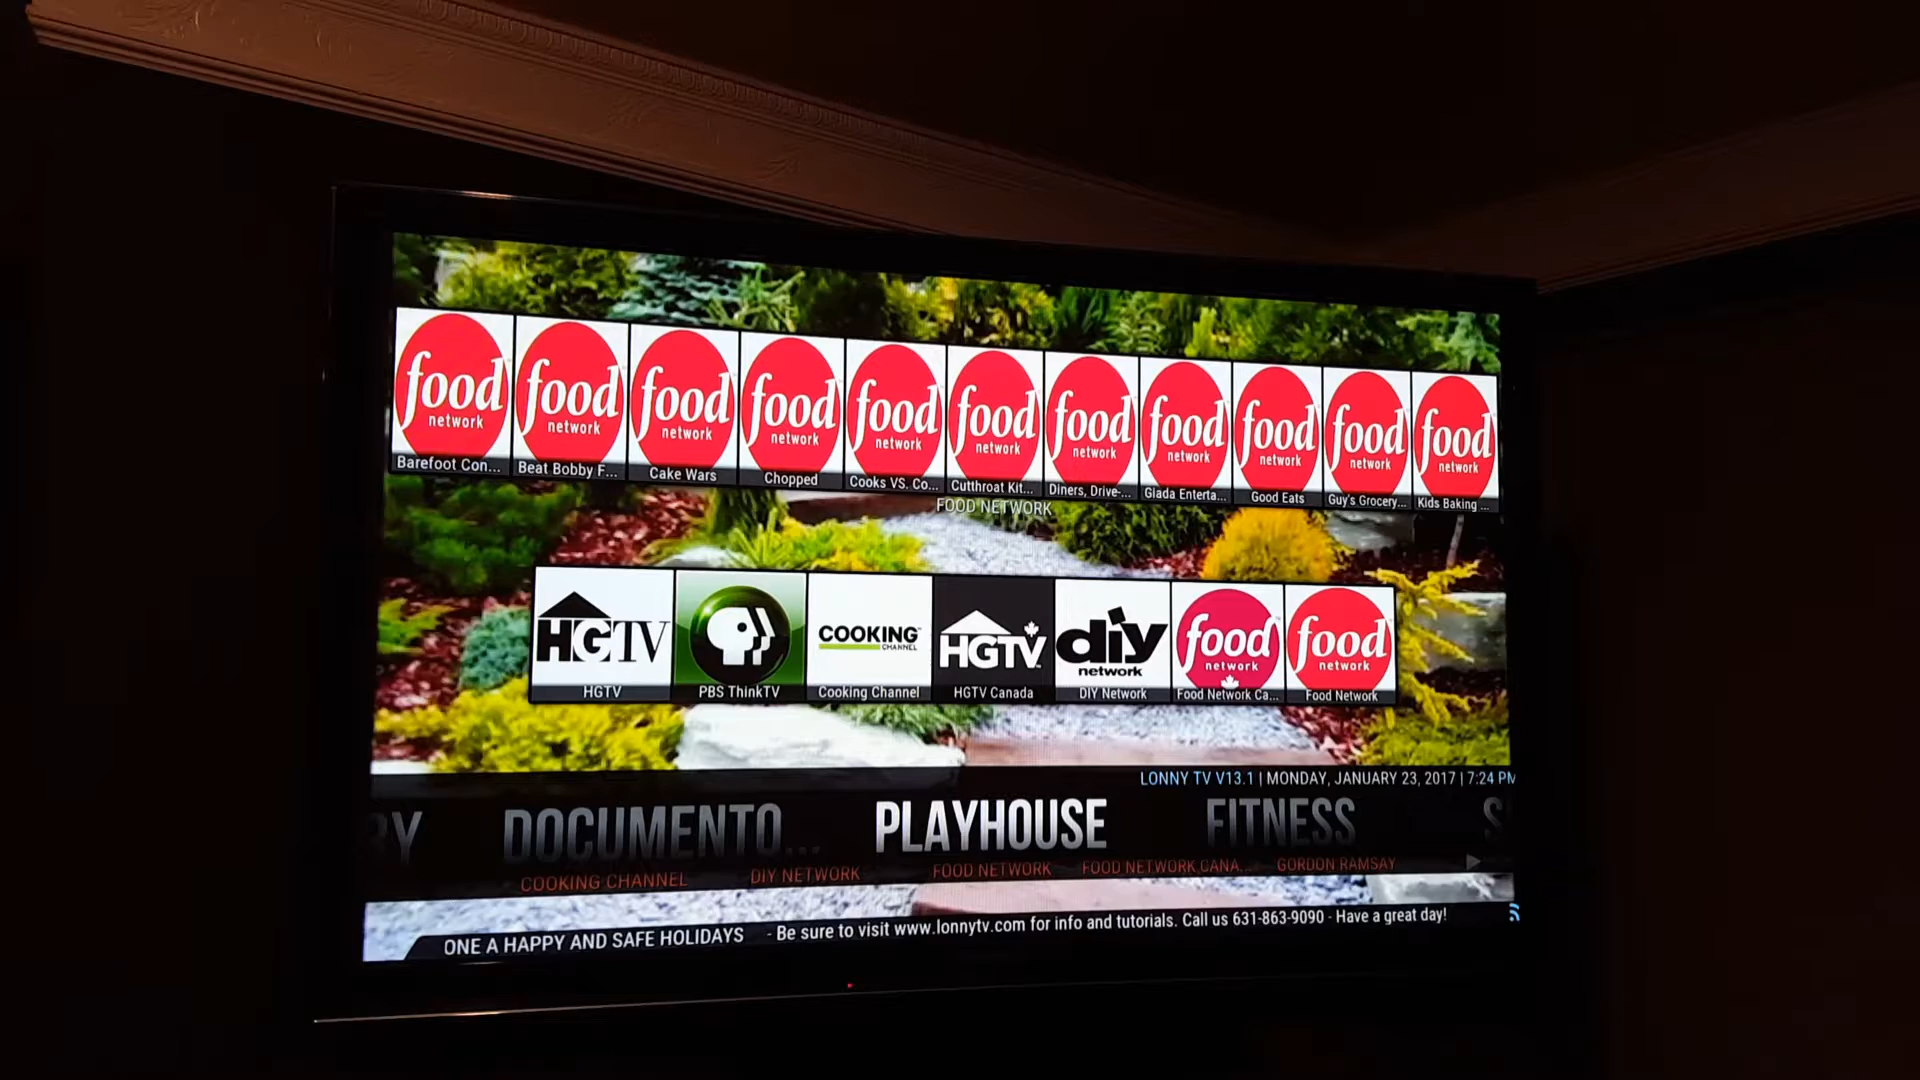 food network food network food network food network food network food network food network food network food network food network food network
Barefoot Con... Beat Bobby F... Cake Wars Chopped Cooks VS. Co... Cutthroat Kit... Diners, Drive-... Giada Enterta... Good Eats Guy's Grocery... Kids Baking ...
FOOD NETWORK
HGTV COOKING CHANNEL HGTV diy network food network food network
HGTV PBS ThinkTV Cooking Channel HGTV Canada DIY Network Food Network Ca... Food Network
LONNY TV V13.1 | MONDAY, JANUARY 23, 2017 | 7:24 PM
RY DOCUMENTO... PLAYHOUSE FITNESS S
COOKING CHANNEL DIY NETWORK FOOD NETWORK FOOD NETWORK CANA... GORDON RAMSAY
ONE A HAPPY AND SAFE HOLIDAYS - Be sure to visit www.lonnytv.com for info and tutorials. Call us 631-863-9090 - Have a great day!